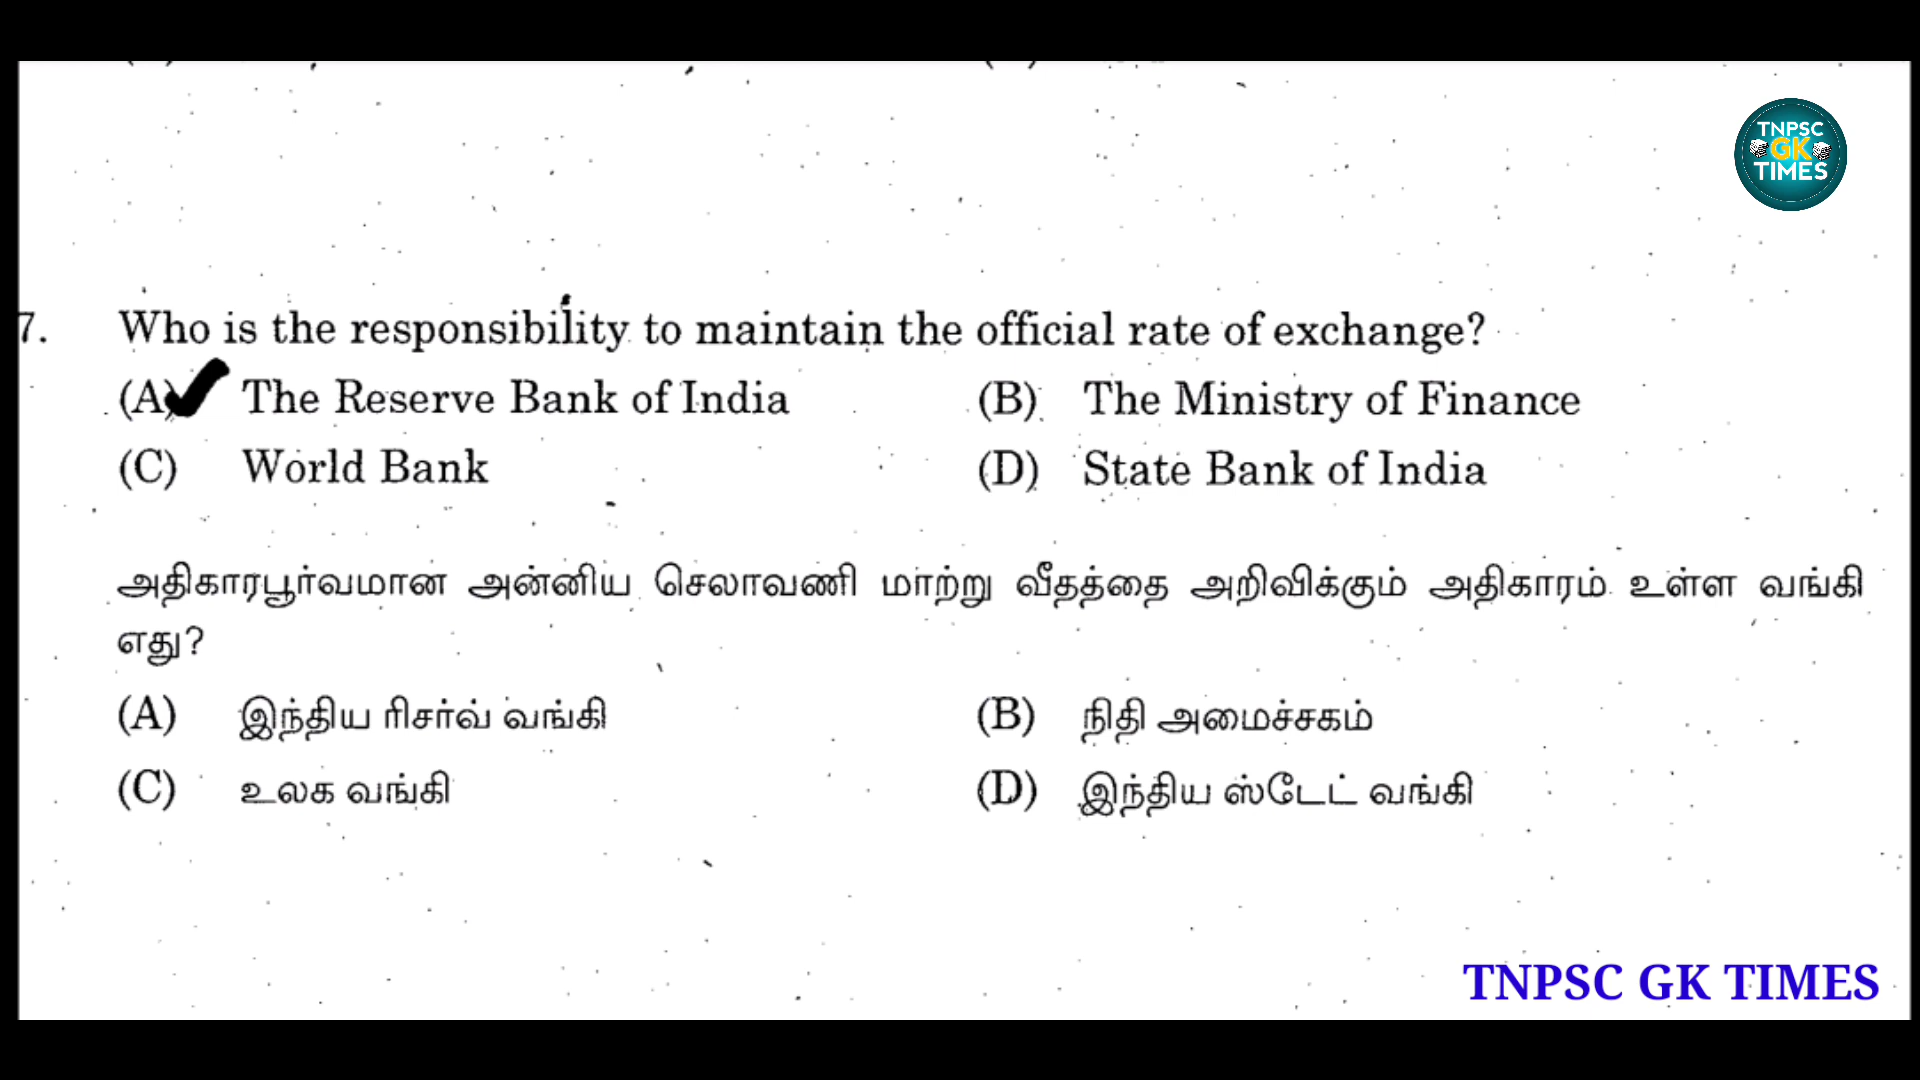 TNPSC
GK
TIMES
7. Who is the responsibility to maintain the official rate of exchange?
(A) The Reserve Bank of India (B) The Ministry of Finance
(C) World Bank (D) State Bank of India
அதிகாரபூர்வமான அன்னிய செலாவணி மாற்று வீதத்தை அறிவிக்கும் அதிகாரம் உள்ள வங்கி
எது?
(A) இந்திய ரிசர்வ் வங்கி (B) நிதி அமைச்சகம்
(C) உலக வங்கி (D) இந்திய ஸ்டேட் வங்கி
TNPSC GK TIMES